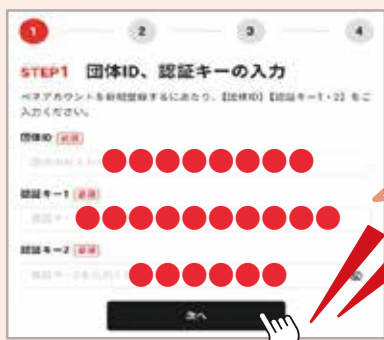 1 2 3 4
STEP1 団体ID、認証キーの入力
ベネアカウントを新規登録するにあたり、【団体ID】【認証キー1・2】をご
入力ください。
団体ID 必須
認証キー1 必須
認証キー2 必須
次へ